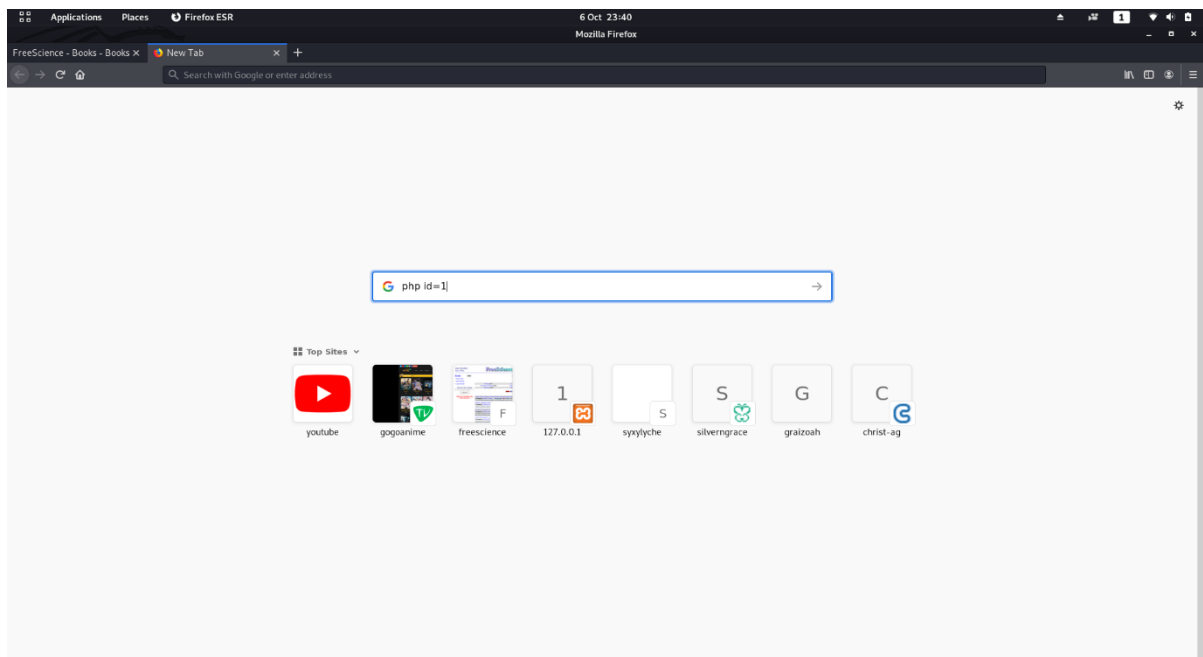 Applications Places Firefox ESR 6 Oct 23:40 1
Mozilla Firefox
FreeScience - Books - Books New Tab
Search with Google or enter address
php id=1
Top Sites
1 S G C
TV F S
youtube gogoanime freescience 127.0.0.1 syxylyche silverngrace graizoah christ-ag